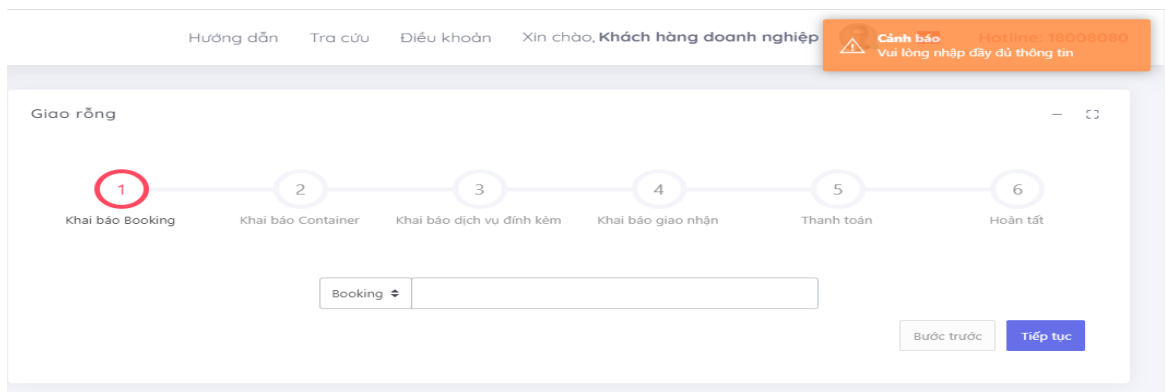 Hướng dẫn Tra cứu Điều khoản Xin chào, Khách hàng doanh nghiệp Hotline: 18008080
Cảnh báo
Vui lòng nhập đầy đủ thông tin
Giao rỗng
1 2 3 4 5 6
Khai báo Booking Khai báo Container Khai báo dịch vụ đính kèm Khai báo giao nhận Thanh toán Hoàn tất
Booking
Bước trước Tiếp tục